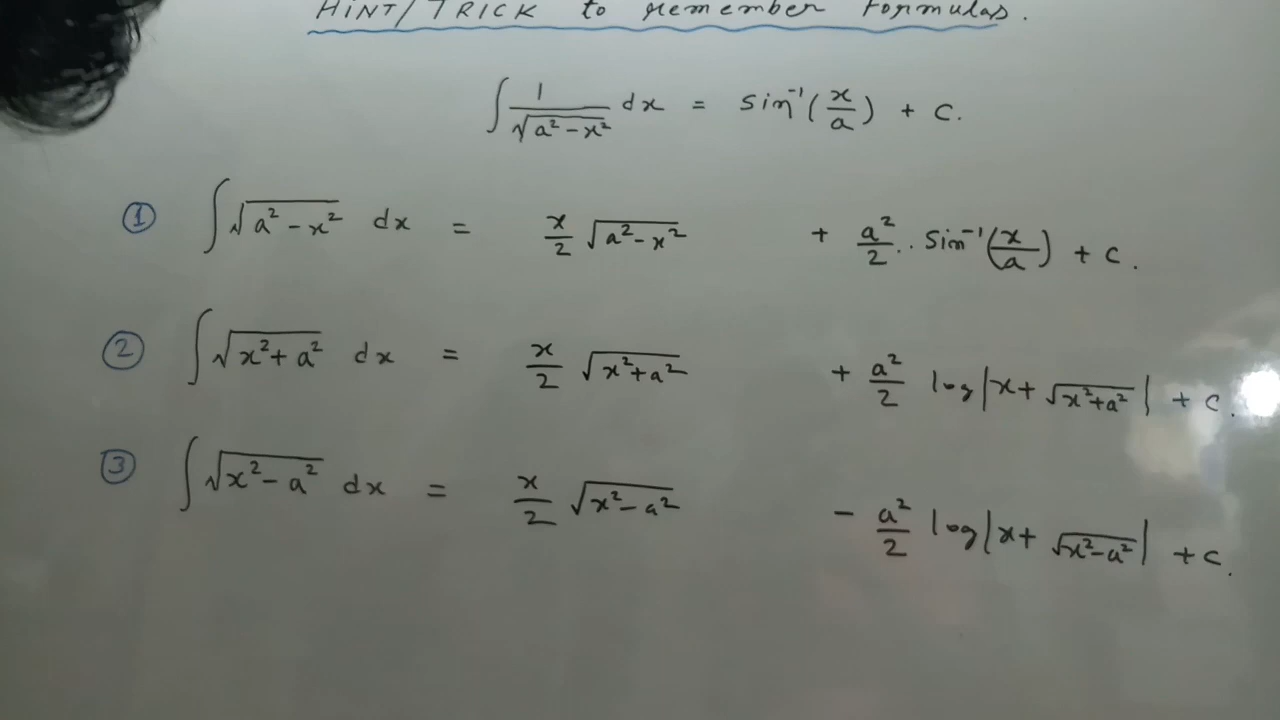 HINT/TRICK to remember formulas.
∫ 1/√(a² − x²) dx = sin⁻¹(x/a) + c.
① ∫ √(a² − x²) dx = x/2 √(a² − x²) + a²/2 .. sin⁻¹(x/a) + c.
② ∫ √(x² + a²) dx = x/2 √(x² + a²) + a²/2 log|x + √(x² + a²)| + c.
③ ∫ √(x² − a²) dx = x/2 √(x² − a²) − a²/2 log|x + √(x² − a²)| + c.